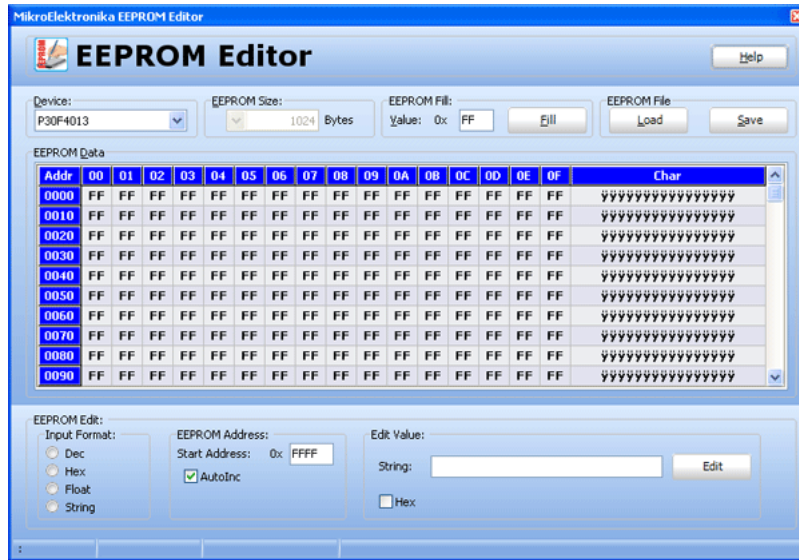 MikroElektronika EEPROM Editor
EEPROM
EEPROM Editor
Help
Device:
EEPROM Size:
EEPROM Fill:
EEPROM File
P30F4013
1024 Bytes
Value: 0x FF
Fill
Load
Save
EEPROM Data
Addr 00 01 02 03 04 05 06 07 08 09 0A 0B 0C 0D 0E 0F Char
0000 FF FF FF FF FF FF FF FF FF FF FF FF FF FF FF FF ÿÿÿÿÿÿÿÿÿÿÿÿÿÿÿÿ
0010 FF FF FF FF FF FF FF FF FF FF FF FF FF FF FF FF ÿÿÿÿÿÿÿÿÿÿÿÿÿÿÿÿ
0020 FF FF FF FF FF FF FF FF FF FF FF FF FF FF FF FF ÿÿÿÿÿÿÿÿÿÿÿÿÿÿÿÿ
0030 FF FF FF FF FF FF FF FF FF FF FF FF FF FF FF FF ÿÿÿÿÿÿÿÿÿÿÿÿÿÿÿÿ
0040 FF FF FF FF FF FF FF FF FF FF FF FF FF FF FF FF ÿÿÿÿÿÿÿÿÿÿÿÿÿÿÿÿ
0050 FF FF FF FF FF FF FF FF FF FF FF FF FF FF FF FF ÿÿÿÿÿÿÿÿÿÿÿÿÿÿÿÿ
0060 FF FF FF FF FF FF FF FF FF FF FF FF FF FF FF FF ÿÿÿÿÿÿÿÿÿÿÿÿÿÿÿÿ
0070 FF FF FF FF FF FF FF FF FF FF FF FF FF FF FF FF ÿÿÿÿÿÿÿÿÿÿÿÿÿÿÿÿ
0080 FF FF FF FF FF FF FF FF FF FF FF FF FF FF FF FF ÿÿÿÿÿÿÿÿÿÿÿÿÿÿÿÿ
0090 FF FF FF FF FF FF FF FF FF FF FF FF FF FF FF FF ÿÿÿÿÿÿÿÿÿÿÿÿÿÿÿÿ
EEPROM Edit:
Input Format:
Dec
Hex
Float
String
EEPROM Address:
Start Address: 0x FFFF
AutoInc
Edit Value:
String:
Edit
Hex
: